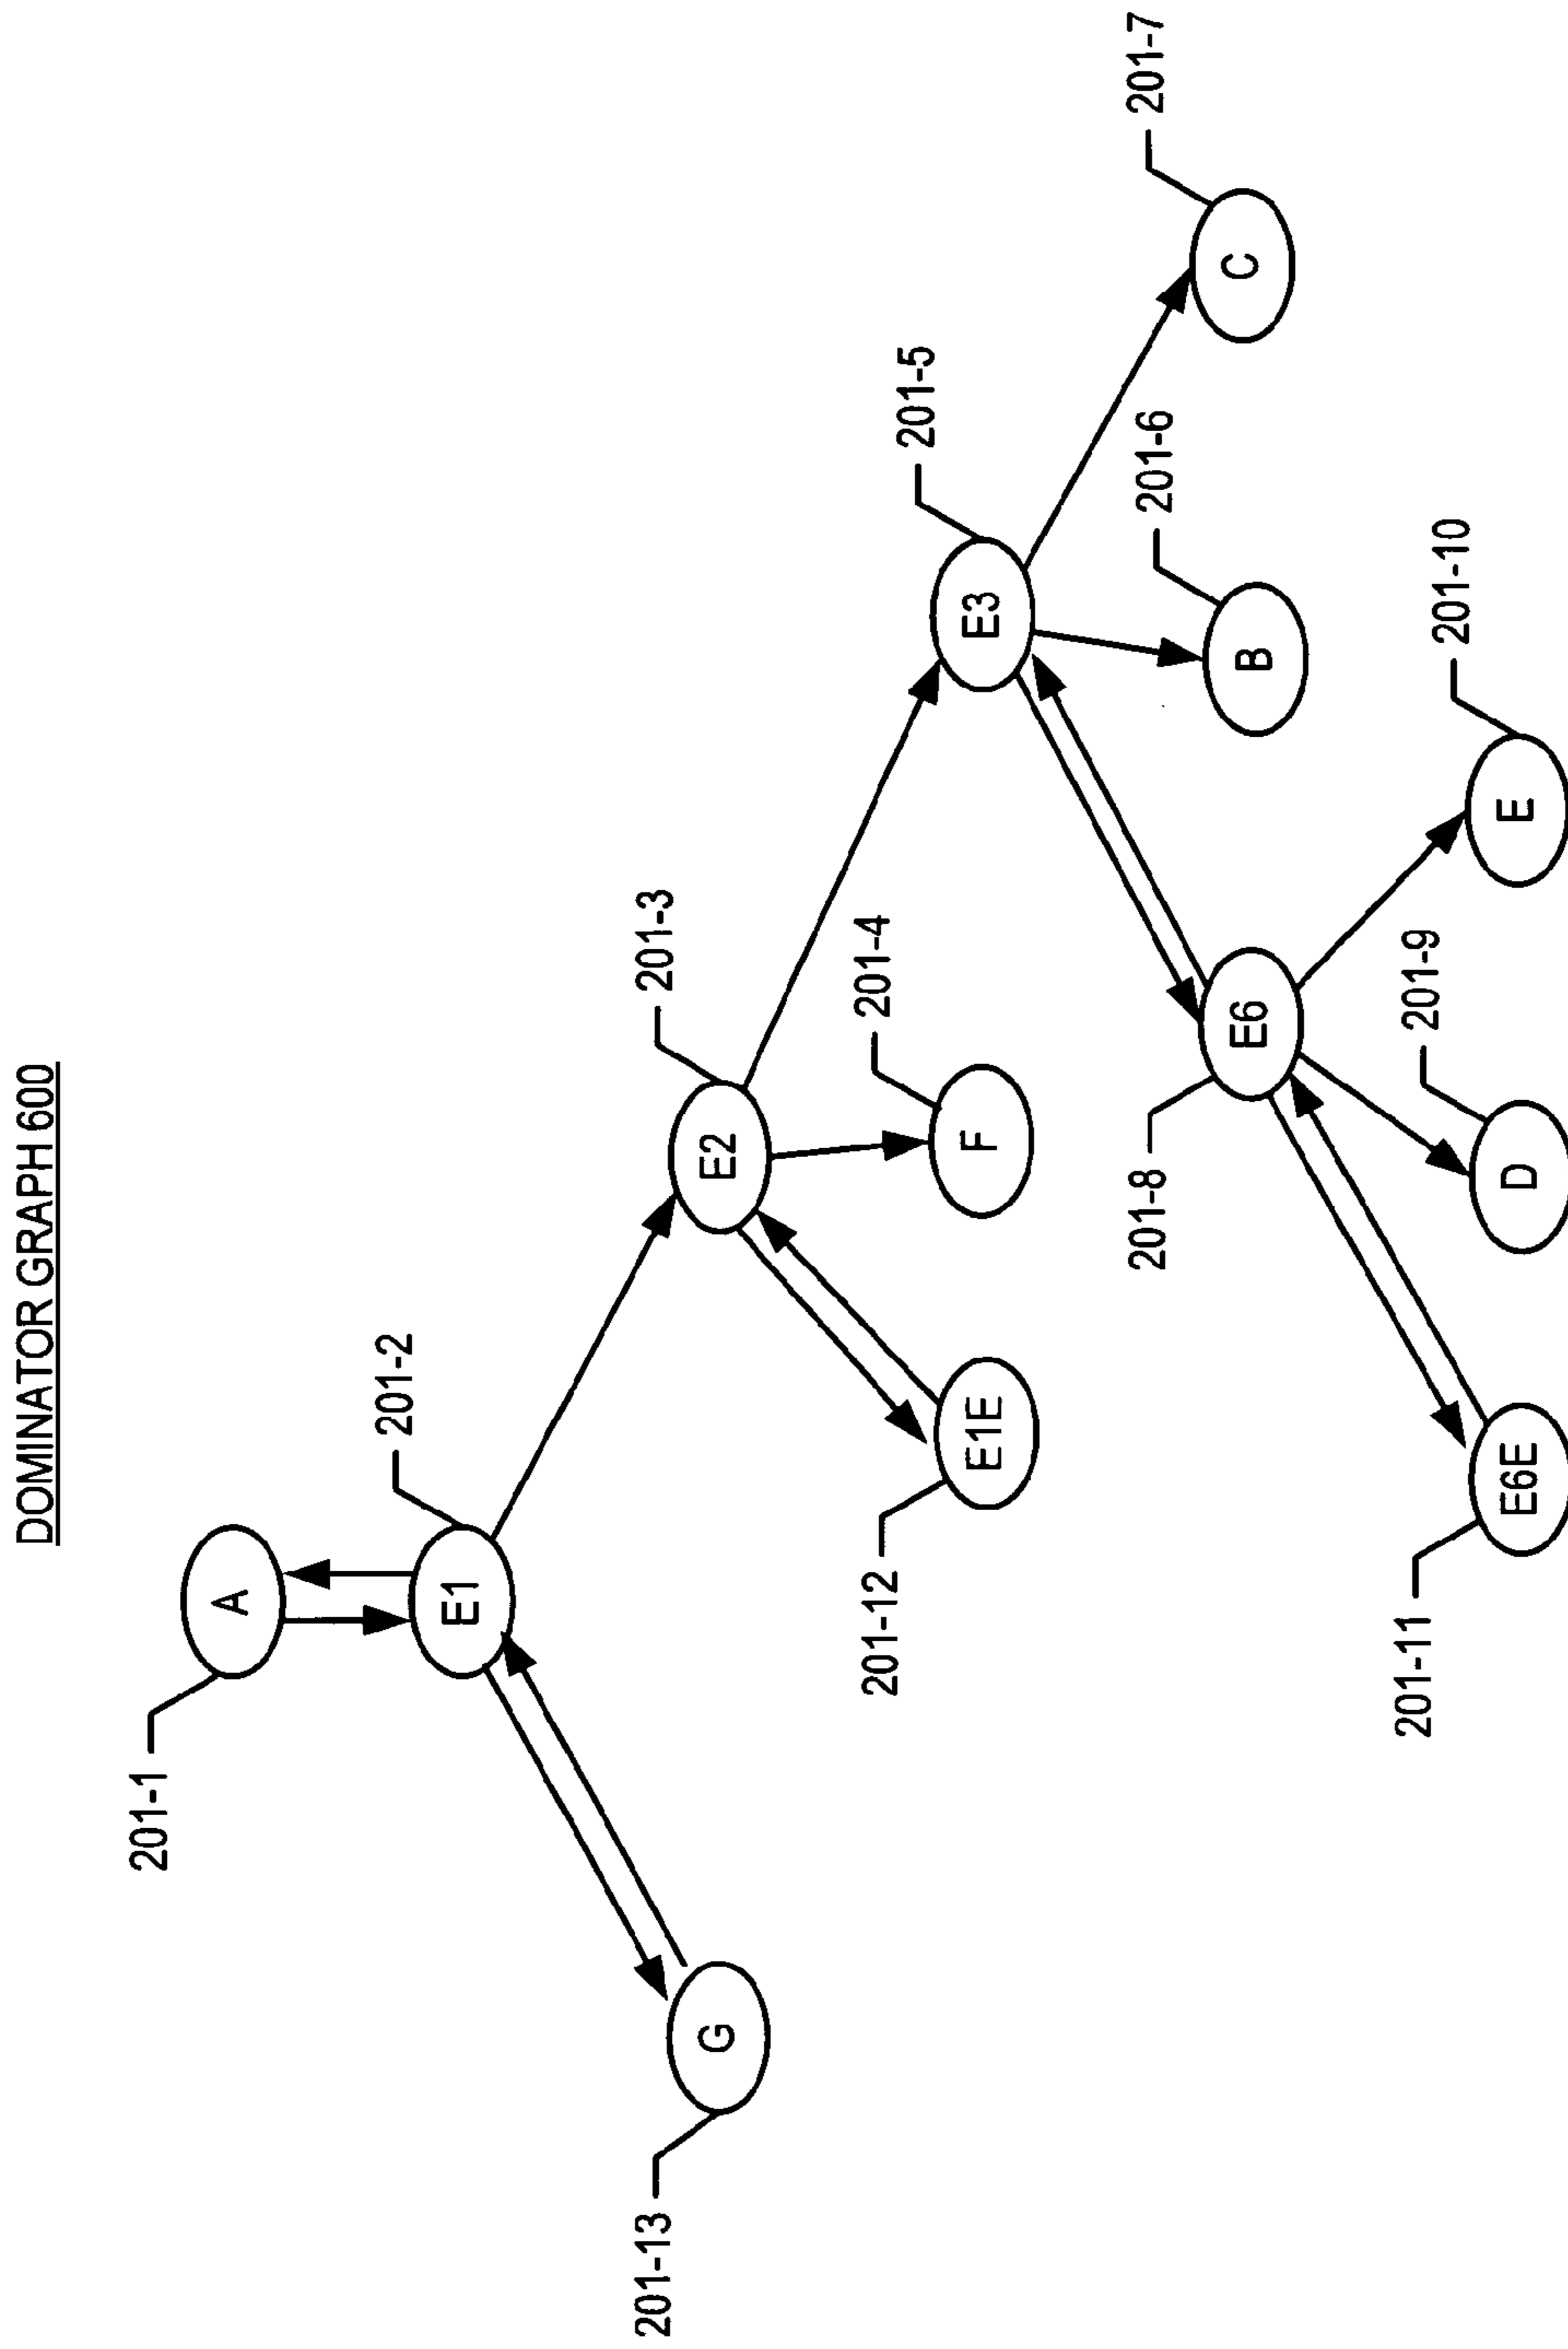 DOMINATOR GRAPH 600
201-1
A
201-2
E1
201-13
G
201-3
E2
201-12
E1E
201-4
F
201-5
E3
201-8
E6
201-6
B
201-7
C
201-11
E6E
201-9
D
201-10
E